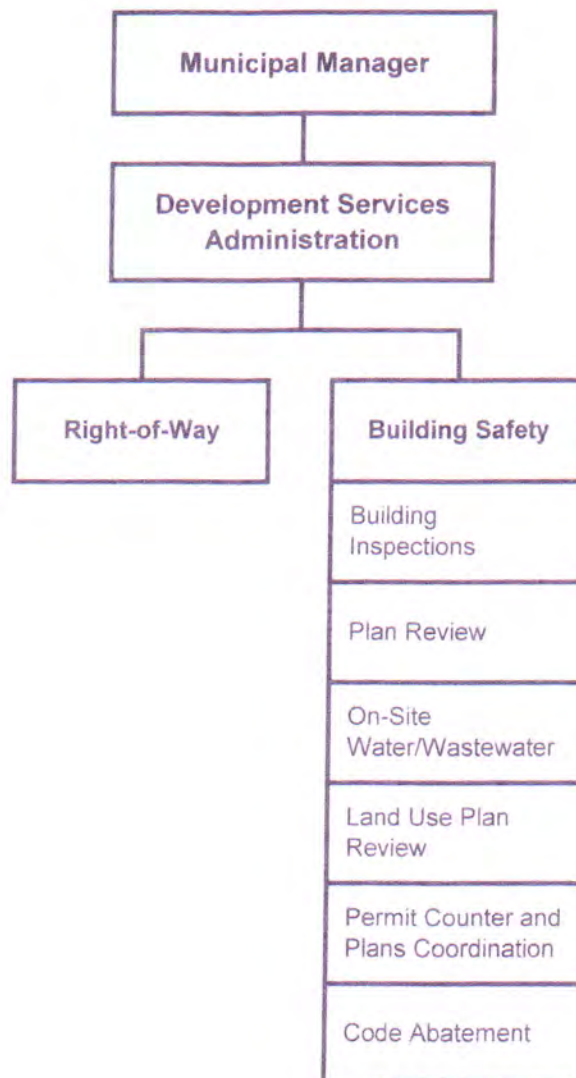 Municipal Manager
Development Services
Administration
Right-of-Way
Building Safety
Building
Inspections
Plan Review
On-Site
Water/Wastewater
Land Use Plan
Review
Permit Counter and
Plans Coordination
Code Abatement